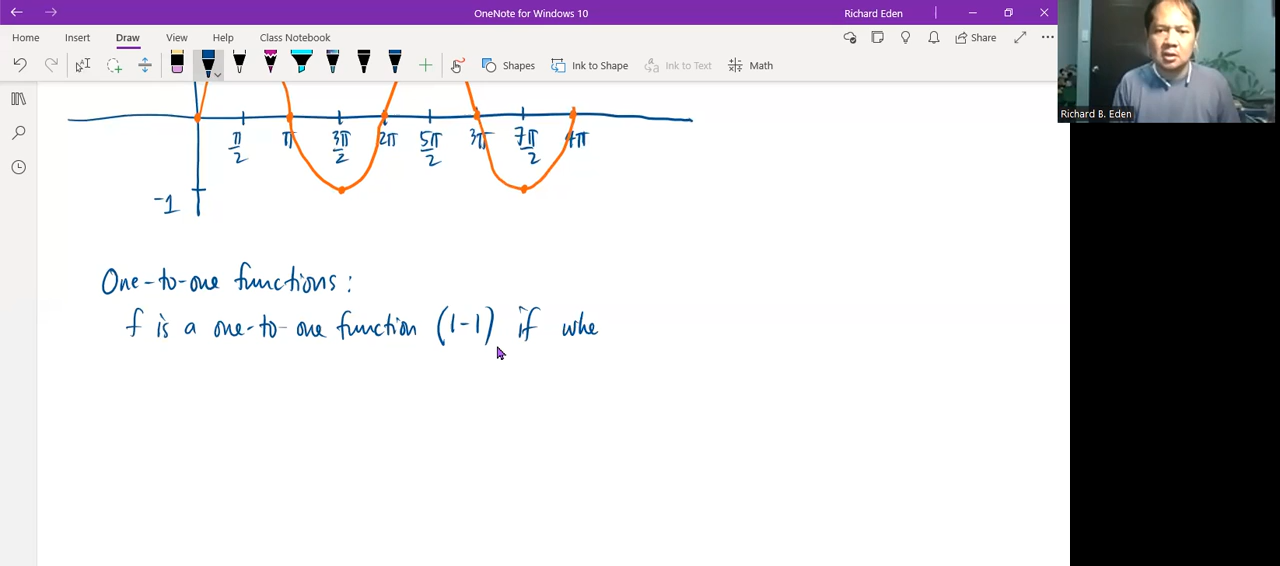 OneNote for Windows 10
Richard Eden
Home Insert Draw View Help Class Notebook
Share
Shapes
Ink to Shape
Ink to Text
Math
Richard B. Eden
π/2 π 3π/2 2π 5π/2 3π 7π/2 4π
-1
One-to-one functions:
f is a one-to-one function (1-1) if whe